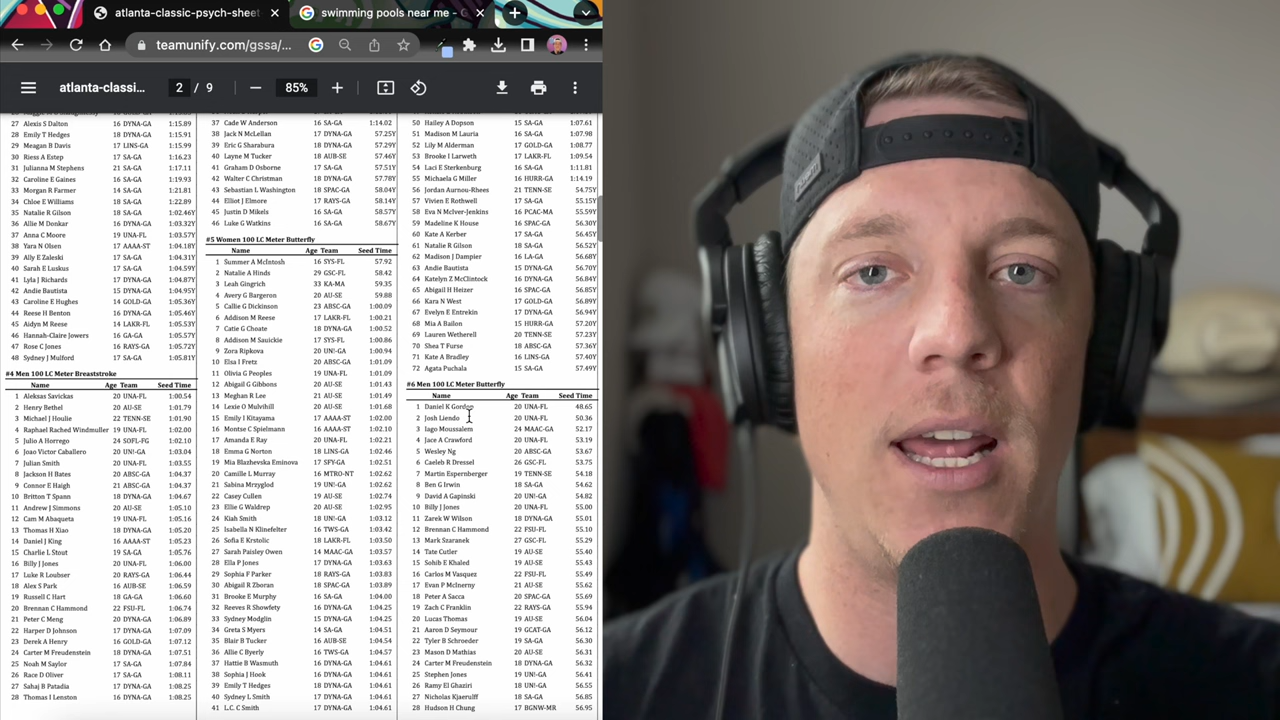 atlanta-classic-psych-sheet-
swimming pools near me - G
teamunify.com/gssa/...
atlanta-classi...
2 / 9
85%
27 Alexis S Dalton 16 DYNA-GA 1:15.83
28 Emily T Hedges 18 DYNA-GA 1:15.91
29 Meagan B Davis 16 LINS-GA 1:15.99
30 Riess A Estep 17 SA-GA 1:16.23
31 Julianna M Stephens 21 SA-GA 1:17.11
32 Caroline E Gaines 16 SA-GA 1:19.93
33 Morgan R Farmer 14 SA-GA 1:21.81
34 Chloe E Williams 18 SA-GA 1:22.89
35 Natalie R Gilson 18 SA-GA 1:02.46Y
36 Allie M Donkar 16 DYNA-GA 1:03.32Y
37 Anna C Moore 19 UNA-FL 1:03.57Y
38 Yara N Olsen 14 AAAA-ST 1:04.18Y
39 Ally E Zaleski 15 DYNA-GA 1:04.31Y
40 Sarah E Luskus 14 SA-GA 1:04.59Y
41 Lyla J Richards 17 DYNA-GA 1:04.87Y
42 Andie Bautista 15 DYNA-GA 1:04.95Y
43 Caroline E Hughes 14 GOLD-GA 1:05.36Y
44 Reese H Benton 16 DYNA-GA 1:05.46Y
45 Aidyn M Reese 14 LAKR-FL 1:05.53Y
46 Hannah-Claire Jowers 16 GA-GA 1:05.57Y
47 Rose C Jones 16 RAYS-GA 1:05.72Y
48 Sydney J Mulford 17 SA-GA 1:05.81Y
#4 Men 100 LC Meter Breaststroke
Name Age Team Seed Time
1 Aleksas Savickas 20 UNA-FL 1:00.54
2 Henry Bethel 20 AU-SE 1:01.79
3 Michael J Houlie 22 TENN-SE 1:01.90
4 Raphael Rached Windmuller 19 UNA-FL 1:02.00
5 Julio A Horrego 24 SOFL-FG 1:02.10
6 Joao Victor Caballero 20 UN!-GA 1:03.04
7 Julian Smith 20 UNA-FL 1:03.55
8 Jackson H Bates 20 ABSC-GA 1:04.37
9 Connor E Haigh 21 ABSC-GA 1:04.37
10 Britton T Spann 18 DYNA-GA 1:04.67
11 Andrew J Simmons 20 AU-SE 1:05.10
12 Cam M Abaqueta 19 UNA-FL 1:05.16
13 Thomas H Xiao 18 DYNA-GA 1:05.20
14 Daniel J King 16 AAAA-ST 1:05.23
15 Charlie L Stout 19 SA-GA 1:05.76
16 Billy J Jones 20 UNA-FL 1:06.00
17 Luke R Loubser 20 RAYS-GA 1:06.44
18 Alex S Park 16 AUB-SE 1:06.59
19 Russell C Hart 18 GA-GA 1:06.60
20 Brennan C Hammond 22 FSU-FL 1:06.74
21 Peter C Meng 20 DYNA-GA 1:06.89
22 Harper D Johnson 17 DYNA-GA 1:07.09
23 Derek A Henry 16 GOLD-GA 1:07.12
24 Carter M Freudenstein 18 DYNA-GA 1:07.51
25 Noah M Saylor 17 SA-GA 1:07.84
26 Race D Oliver 17 SA-GA 1:08.11
27 Sahaj B Patadia 17 DYNA-GA 1:08.25
28 Thomas I Lenston 16 DYNA-GA 1:08.25
37 Cade W Anderson 16 SA-GA 1:14.02
38 Jack N McLellan 17 DYNA-GA 57.25Y
39 Eric G Sharabura 17 DYNA-GA 57.29Y
40 Layne M Tucker 18 AUB-SE 57.46Y
41 Graham D Osborne 17 SA-GA 57.51Y
42 Walter C Christman 17 DYNA-GA 57.78Y
43 Sebastian L Washington 18 SPAC-GA 58.04Y
44 Elliot J Elmore 17 RAYS-GA 58.14Y
45 Justin D Mikels 16 SA-GA 58.57Y
46 Luke G Watkins 16 SA-GA 58.67Y
#5 Women 100 LC Meter Butterfly
Name Age Team Seed Time
1 Summer A McIntosh 16 SYS-FL 57.92
2 Natalie A Hinds 29 GSC-FL 58.42
3 Leah Gingrich 33 KA-MA 59.35
4 Avery G Bargeron 20 AU-SE 59.88
5 Callie G Dickinson 23 ABSC-GA 1:00.09
6 Addison M Reese 17 LAKR-FL 1:00.21
7 Catie G Choate 17 DYNA-GA 1:00.52
8 Addison M Sauickie 17 SYS-FL 1:00.86
9 Zora Ripkova 20 UN!-GA 1:00.94
10 Elsa I Fretz 20 ABSC-GA 1:01.09
11 Olivia G Peoples 19 UNA-FL 1:01.09
12 Abigail G Gibbons 20 AU-SE 1:01.43
13 Meghan R Lee 21 AU-SE 1:01.49
14 Lexie O Mulvihill 20 AU-SE 1:01.68
15 Emily I Kitayama 17 AAAA-ST 1:02.00
16 Montse C Spielmann 16 AAAA-ST 1:02.10
17 Amanda E Ray 20 UNA-FL 1:02.21
18 Emma G Norton 18 LINS-GA 1:02.46
19 Mia Blazhevska Eminova 17 SFY-GA 1:02.51
20 Camille L Murray 16 MTRO-NT 1:02.62
21 Sabina Mrzyglod 19 UN!-GA 1:02.62
22 Casey Cullen 20 AU-SE 1:02.74
23 Ellie G Waldrep 20 AU-SE 1:02.95
24 Kiah Smith 18 UN!-GA 1:03.12
25 Isabella N Klinefelter 16 TWS-GA 1:03.42
26 Sofia E Krstolic 18 LAKR-FL 1:03.50
27 Sarah Paisley Owen 14 MAAC-GA 1:03.51
28 Ella P Jones 17 DYNA-GA 1:03.63
29 Sophia F Parker 18 RAYS-GA 1:03.83
30 Abigail R Zboran 18 SPAC-GA 1:03.89
31 Brooke E Murphy 16 SA-GA 1:04.00
32 Reeves R Showfety 16 DYNA-GA 1:04.25
33 Sydney Modglin 15 DYNA-GA 1:04.25
34 Greta S Myers 14 SA-GA 1:04.51
35 Blair B Tucker 16 AUB-SE 1:04.54
36 Allie C Byerly 16 TWS-GA 1:04.57
37 Hattie B Wasmuth 16 DYNA-GA 1:04.61
38 Sophia J Hook 16 DYNA-GA 1:04.61
39 Emily T Hedges 18 DYNA-GA 1:04.61
40 Sydney L Smith 17 DYNA-GA 1:04.61
41 L.C. C Smith 17 DYNA-GA 1:04.61
50 Hailey A Dopson 15 SA-GA 1:07.61
51 Madison M Lauria 16 SA-GA 1:07.98
52 Lily M Alderman 17 GOLD-GA 1:08.77
53 Brooke I Larweth 17 LAKR-FL 1:09.54
54 Laci E Sterkenburg 16 SA-GA 1:11.81
55 Michaela G Miller 16 HURR-GA 1:14.19
56 Jordan Aurnou-Rhees 21 TENN-SE 54.75Y
57 Vivien E Rothwell 17 SA-GA 55.15Y
58 Eva N McIver-Jenkins 16 PCAC-MA 55.59Y
59 Madeline K House 16 SPAC-GA 56.30Y
60 Kate A Kerber 17 SA-GA 56.45Y
61 Natalie R Gilson 18 SA-GA 56.52Y
62 Madison J Dampier 16 LA-GA 56.68Y
63 Andie Bautista 15 DYNA-GA 56.70Y
64 Katelyn Z McClintock 17 DYNA-GA 56.84Y
65 Abigail H Heizer 16 SPAC-GA 56.85Y
66 Kara N West 17 GOLD-GA 56.89Y
67 Evelyn E Entrekin 17 DYNA-GA 56.94Y
68 Mia A Bailon 15 HURR-GA 57.20Y
69 Lauren Wetherell 20 TENN-SE 57.23Y
70 Shea T Furse 18 ABSC-GA 57.36Y
71 Kate A Bradley 16 LINS-GA 57.40Y
72 Agata Puchala 15 SA-GA 57.49Y
#6 Men 100 LC Meter Butterfly
Name Age Team Seed Time
1 Daniel K Gordon 20 UNA-FL 48.65
2 Josh Liendo 20 UNA-FL 50.36
3 Iago Moussalem 24 MAAC-GA 52.17
4 Jace A Crawford 20 UNA-FL 53.19
5 Wesley Ng 20 ABSC-GA 53.67
6 Caeleb R Dressel 26 GSC-FL 53.75
7 Martin Espernberger 19 TENN-SE 54.18
8 Ben G Irwin 18 SA-GA 54.62
9 David A Gapinski 20 UN!-GA 54.82
10 Billy J Jones 20 UNA-FL 55.00
11 Zarek W Wilson 24 DYNA-GA 55.01
12 Brennan C Hammond 22 FSU-FL 55.10
13 Mark Szaranek 27 GSC-FL 55.29
14 Tate Cutler 19 AU-SE 55.40
15 Sohib E Khaled 20 AU-SE 55.43
16 Carlos M Vasquez 22 FSU-FL 55.49
17 Evan P McInerny 21 AU-SE 55.62
18 Peter A Sacca 20 SPAC-GA 55.69
19 Zach C Franklin 22 RAYS-GA 55.94
20 Lucas Thomas 20 AU-SE 56.04
21 Aaron D Seymour 19 GCAT-GA 56.12
22 Tyler B Schroeder 19 SA-GA 56.30
23 Mason D Mathias 20 AU-SE 56.31
24 Carter M Freudenstein 18 DYNA-GA 56.32
25 Stephen Jones 19 UN!-GA 56.41
26 Ramy El Ghaziri 20 UN!-GA 56.55
27 Nicholas Kjaerulff 18 SA-GA 56.85
28 Hudson H Chung 17 BGNW-MR 56.95